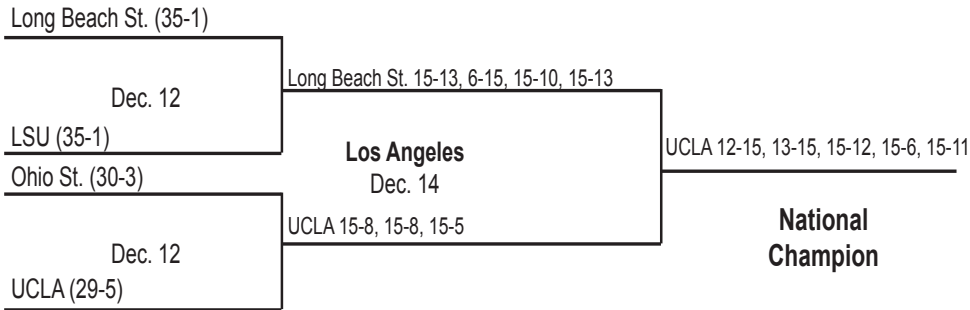 Long Beach St. (35-1)
Dec. 12
LSU (35-1)
Long Beach St. 15-13, 6-15, 15-10, 15-13
Ohio St. (30-3)
Dec. 12
UCLA (29-5)
UCLA 15-8, 15-8, 15-5
Los Angeles
Dec. 14
UCLA 12-15, 13-15, 15-12, 15-6, 15-11
National
Champion